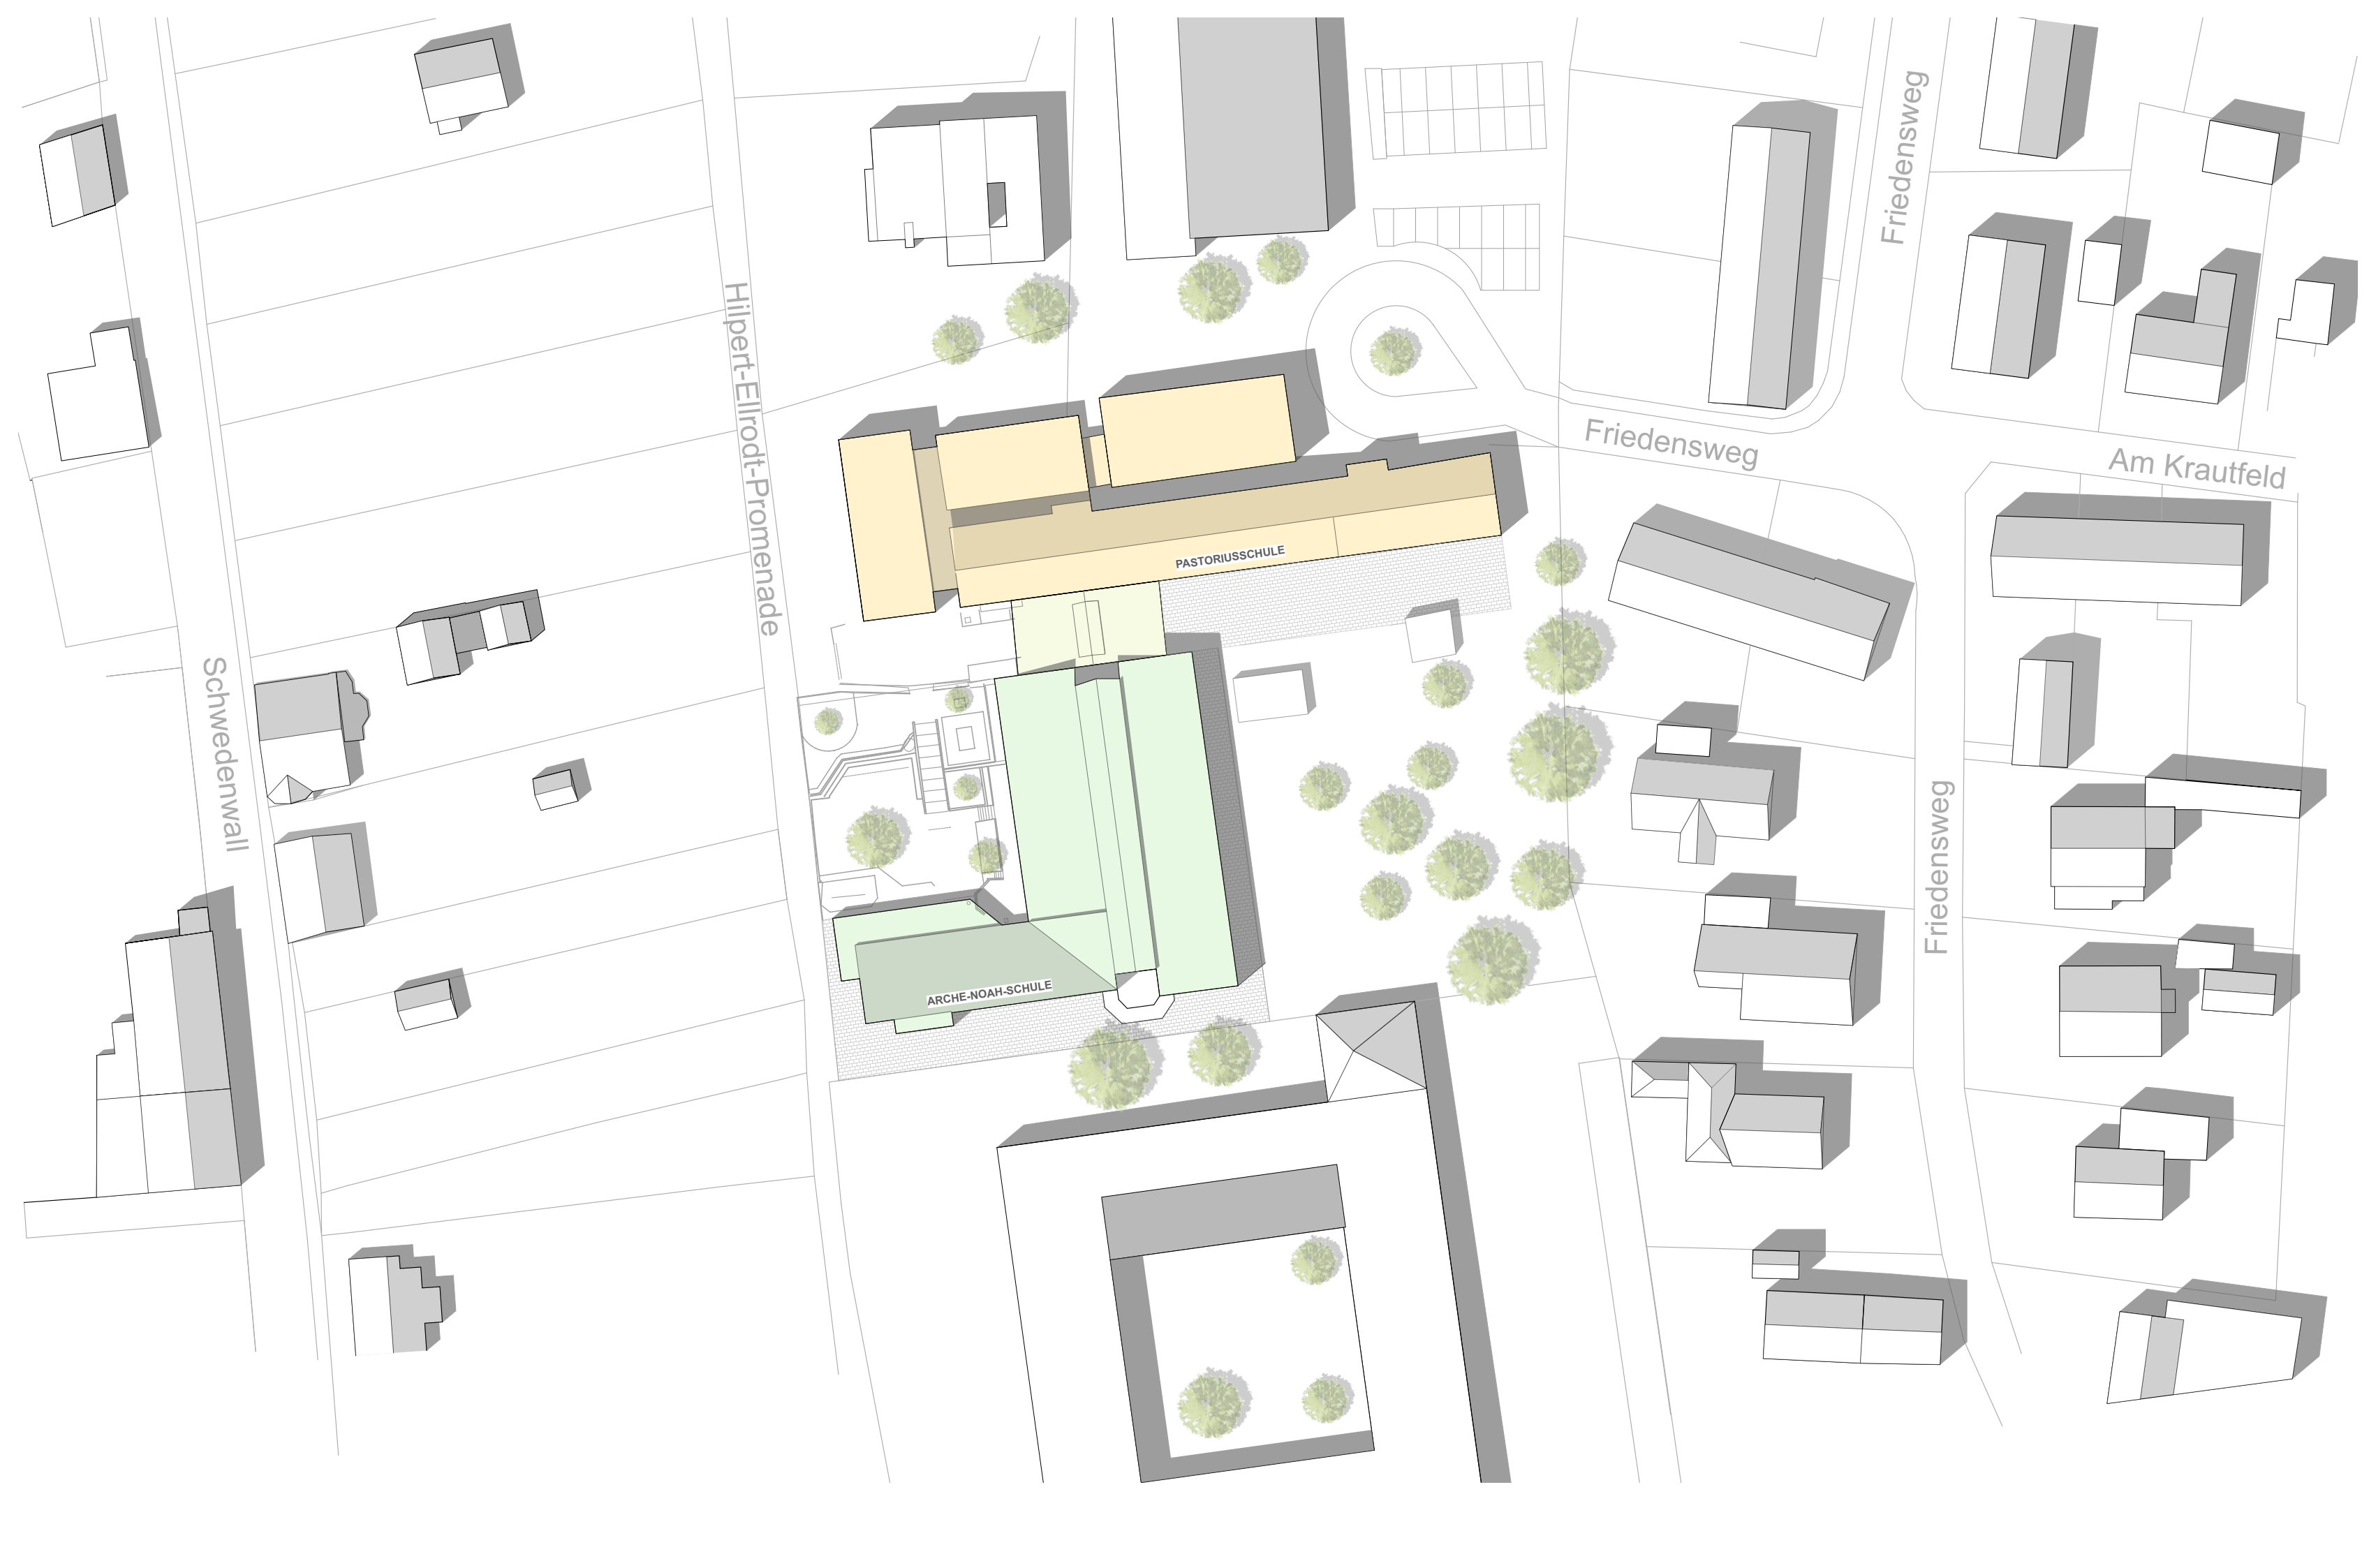 Friedensweg
Hilpert-Ellrodt-Promenade
Friedensweg
Am Krautfeld
PASTORIUSSCHULE
Schwedenwall
Friedensweg
ARCHE-NOAH-SCHULE